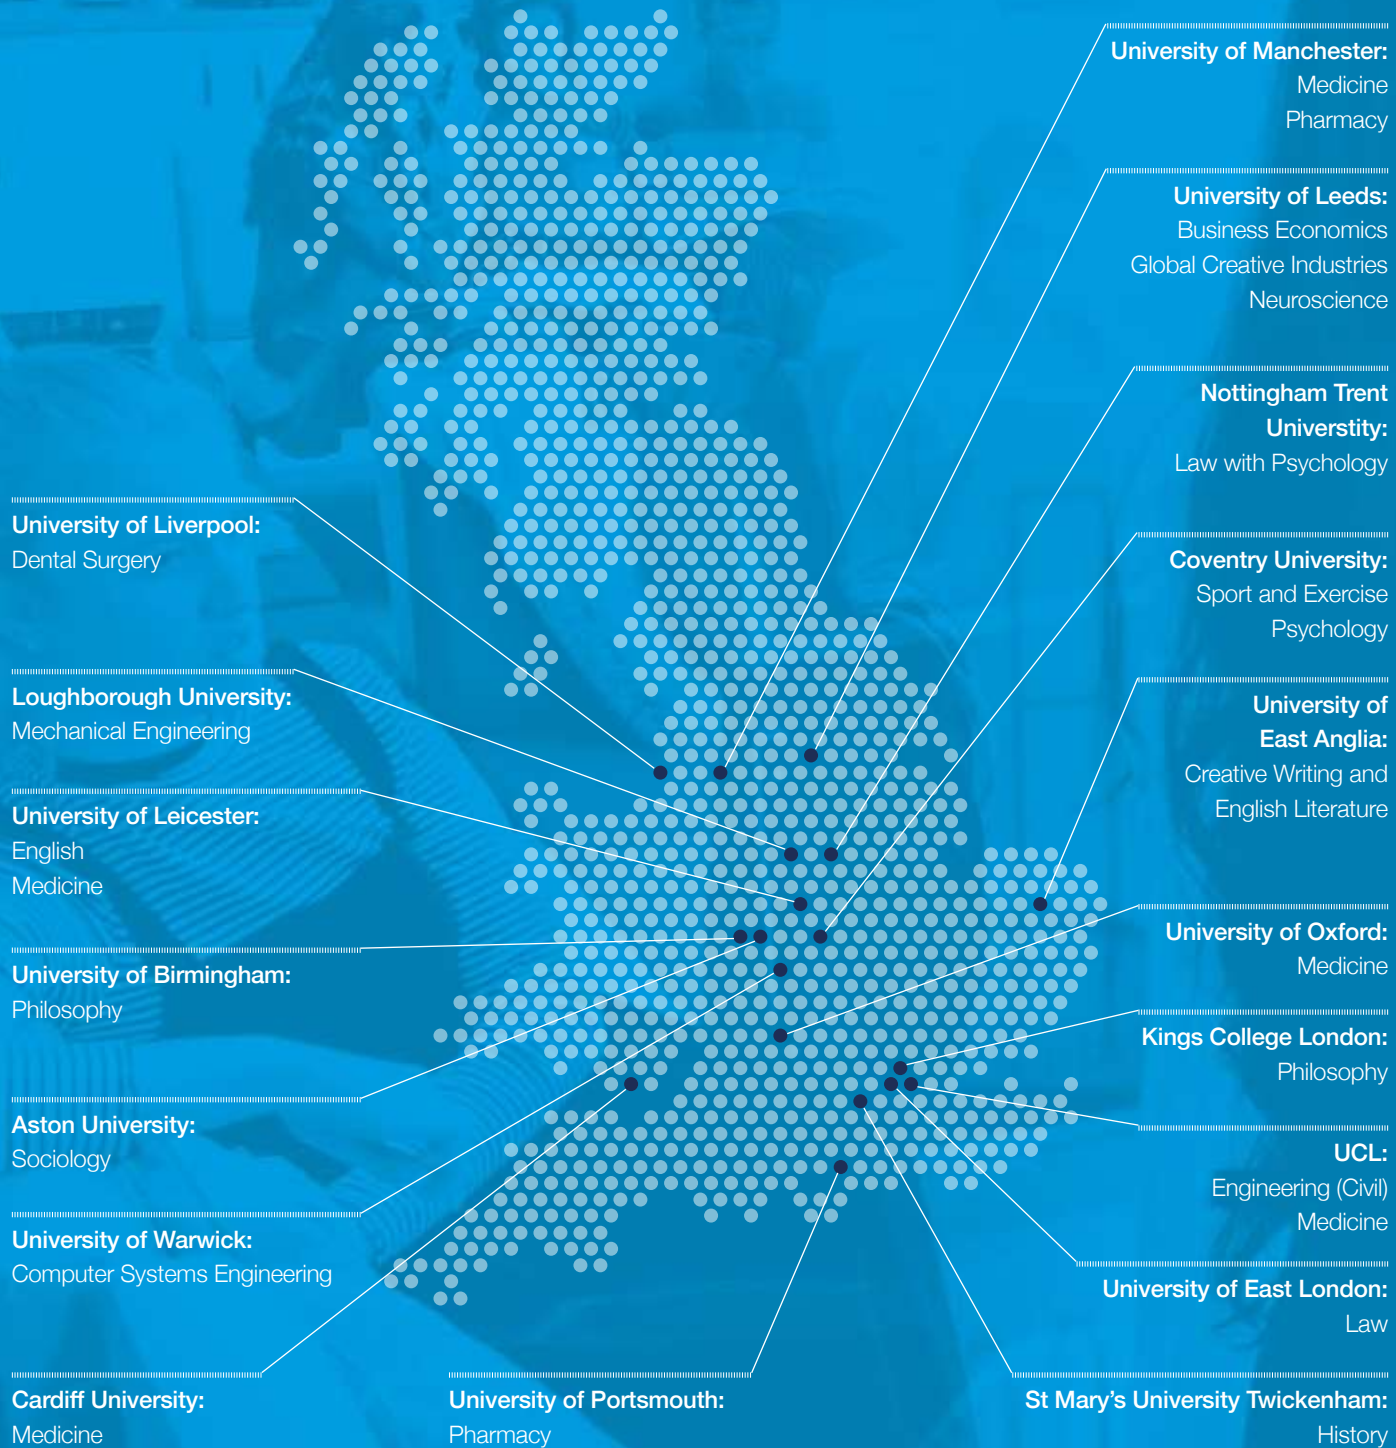 University of Manchester:
Medicine
Pharmacy
University of Leeds:
Business Economics
Global Creative Industries
Neuroscience
Nottingham Trent
Universtity:
Law with Psychology
Coventry University:
Sport and Exercise
Psychology
University of
East Anglia:
Creative Writing and
English Literature
University of Oxford:
Medicine
Kings College London:
Philosophy
UCL:
Engineering (Civil)
Medicine
University of East London:
Law
St Mary's University Twickenham:
History
University of Liverpool:
Dental Surgery
Loughborough University:
Mechanical Engineering
University of Leicester:
English
Medicine
University of Birmingham:
Philosophy
Aston University:
Sociology
University of Warwick:
Computer Systems Engineering
Cardiff University:
Medicine
University of Portsmouth:
Pharmacy